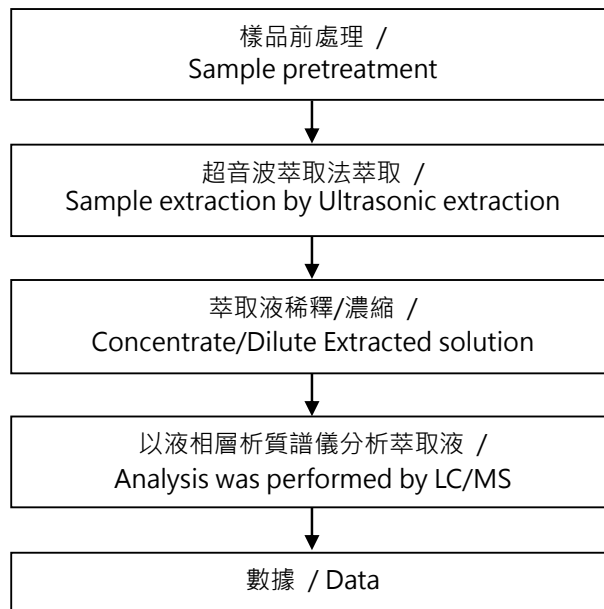 樣品前處理 /
Sample pretreatment
超音波萃取法萃取 /
Sample extraction by Ultrasonic extraction
萃取液稀釋/濃縮 /
Concentrate/Dilute Extracted solution
以液相層析質譜儀分析萃取液 /
Analysis was performed by LC/MS
數據 / Data